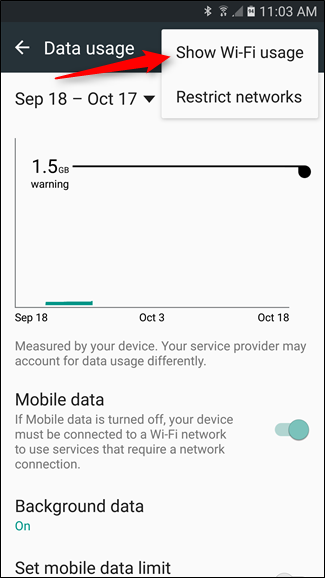 11:03 AM
Data usage
Show Wi-Fi usage
Restrict networks
Sep 18 – Oct 17
1.5GB
warning
Sep 18 Oct 3 Oct 18
Measured by your device. Your service provider may
account for data usage differently.
Mobile data
If Mobile data is turned off, your device
must be connected to a Wi-Fi network
to use services that require a network
connection.
Background data
On
Set mobile data limit